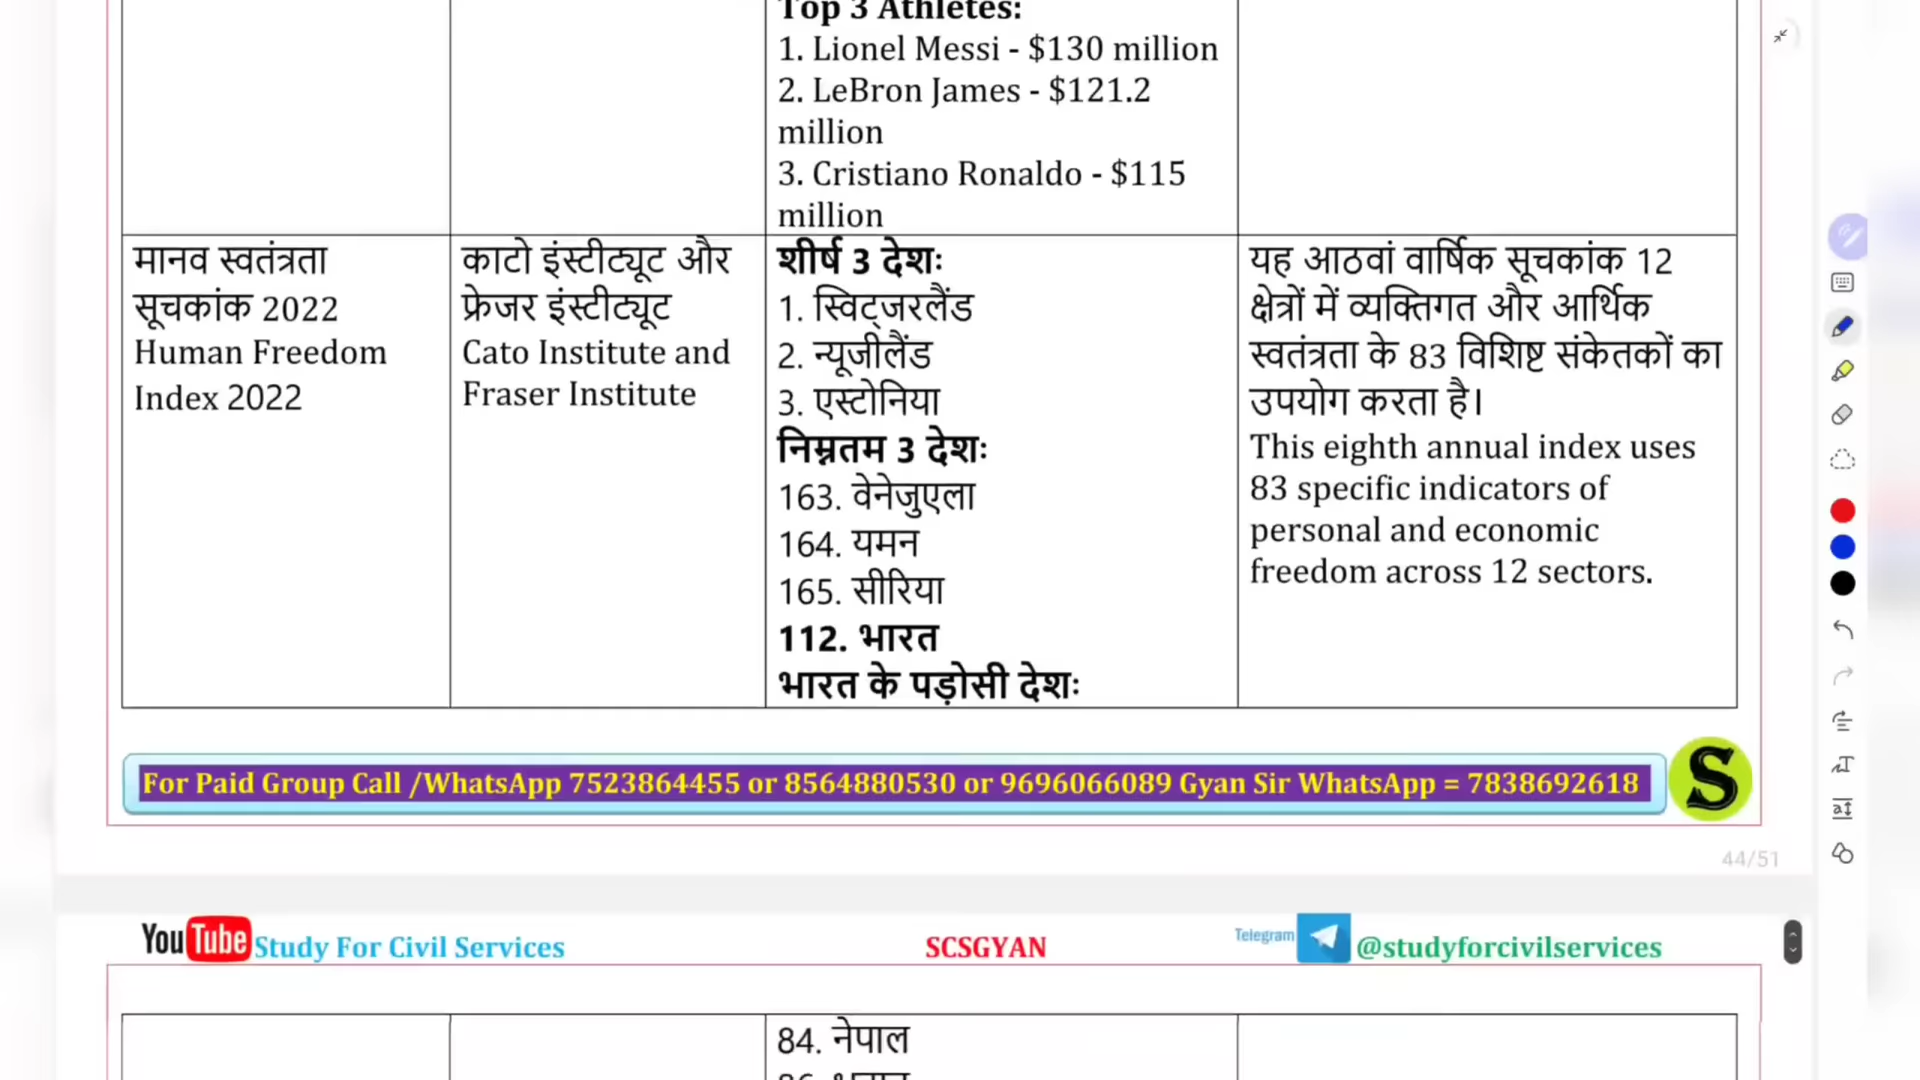 Top 3 Athletes:
1. Lionel Messi - $130 million
2. LeBron James - $121.2
million
3. Cristiano Ronaldo - $115
million
मानव स्वतंत्रता
सूचकांक 2022
Human Freedom
Index 2022
काटो इंस्टीट्यूट और
फ्रेजर इंस्टीट्यूट
Cato Institute and
Fraser Institute
शीर्ष 3 देशः
1. स्विट्जरलैंड
2. न्यूजीलैंड
3. एस्टोनिया
निम्नतम 3 देशः
163. वेनेजुएला
164. यमन
165. सीरिया
112. भारत
भारत के पड़ोसी देशः
यह आठवां वार्षिक सूचकांक 12
क्षेत्रों में व्यक्तिगत और आर्थिक
स्वतंत्रता के 83 विशिष्ट संकेतकों का
उपयोग करता है।
This eighth annual index uses
83 specific indicators of
personal and economic
freedom across 12 sectors.
For Paid Group Call /WhatsApp 7523864455 or 8564880530 or 9696066089 Gyan Sir WhatsApp = 7838692618
S
44/51
YouTube Study For Civil Services
SCSGYAN
Telegram @studyforcivilservices
84. नेपाल